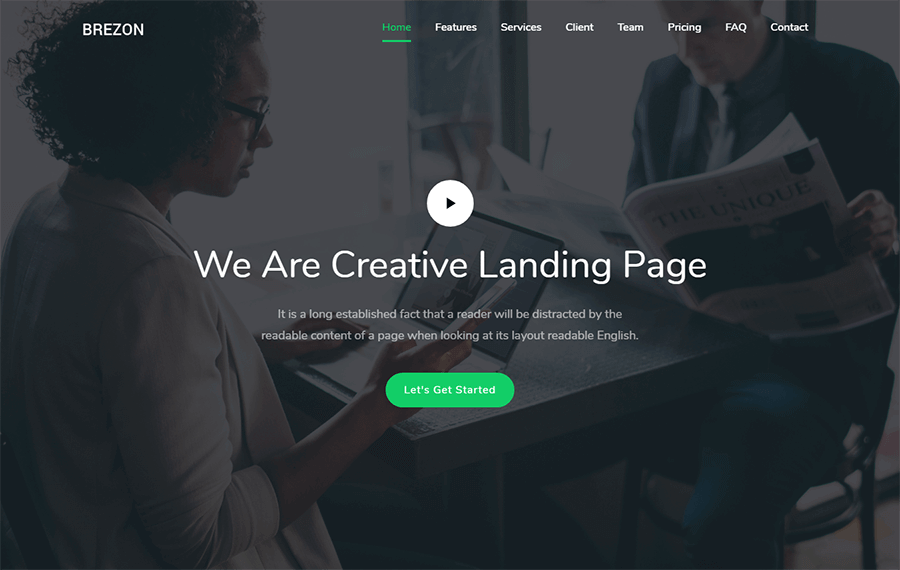 BREZON
Home Features Services Client Team Pricing FAQ Contact
THE UNIQUE
We Are Creative Landing Page
It is a long established fact that a reader will be distracted by the
readable content of a page when looking at its layout readable English.
Let's Get Started